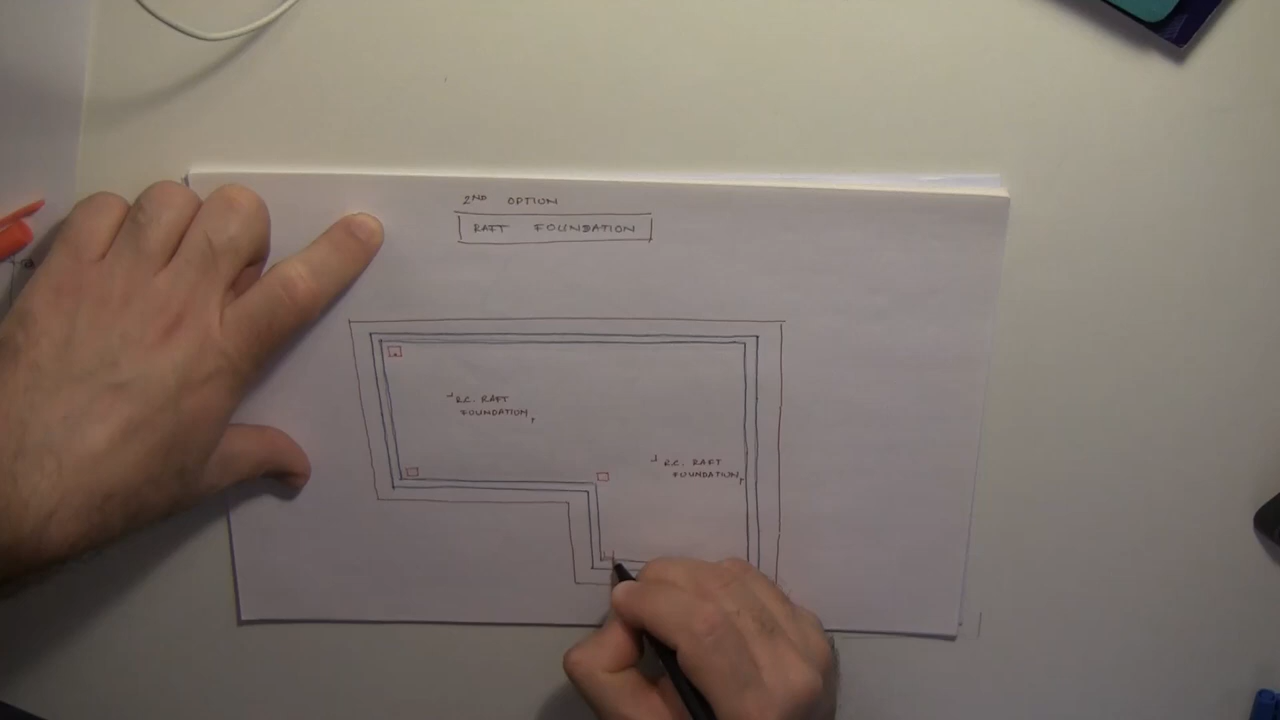 2ND OPTION
RAFT FOUNDATION
R.C. RAFT
FOUNDATION
R.C. RAFT
FOUNDATION